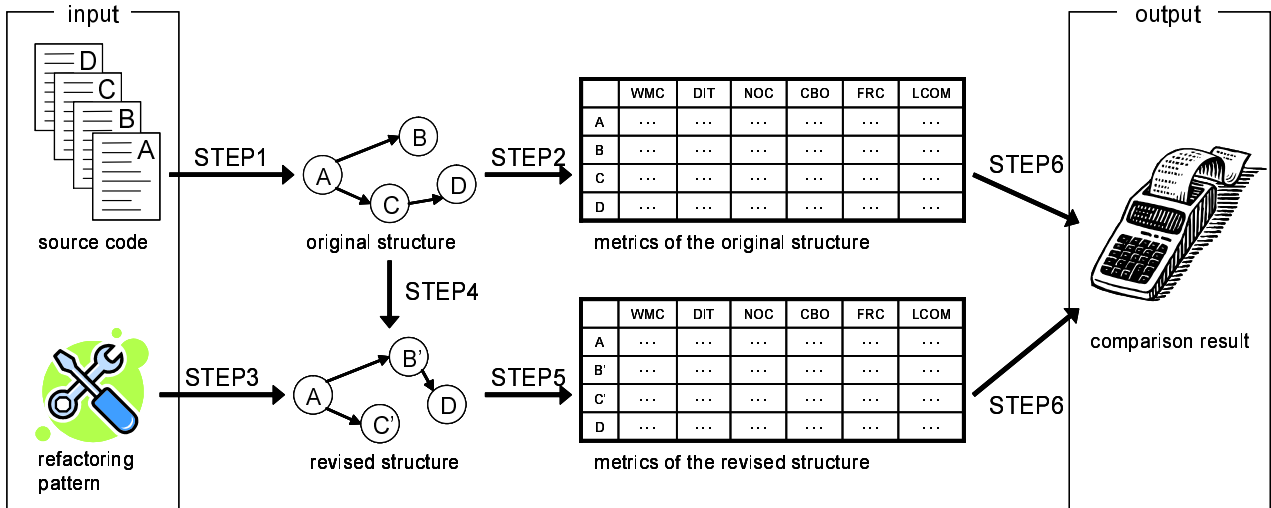 input
output
D
C
B
A
source code
STEP1
A
B
C
D
original structure
STEP2
WMC DIT NOC CBO FRC LCOM
A ... ... ... ... ... ...
B ... ... ... ... ... ...
C ... ... ... ... ... ...
D ... ... ... ... ... ...
metrics of the original structure
STEP6
STEP4
refactoring
pattern
STEP3
A
B'
C'
D
revised structure
STEP5
WMC DIT NOC CBO FRC LCOM
A ... ... ... ... ... ...
B' ... ... ... ... ... ...
C' ... ... ... ... ... ...
D ... ... ... ... ... ...
metrics of the revised structure
STEP6
comparison result